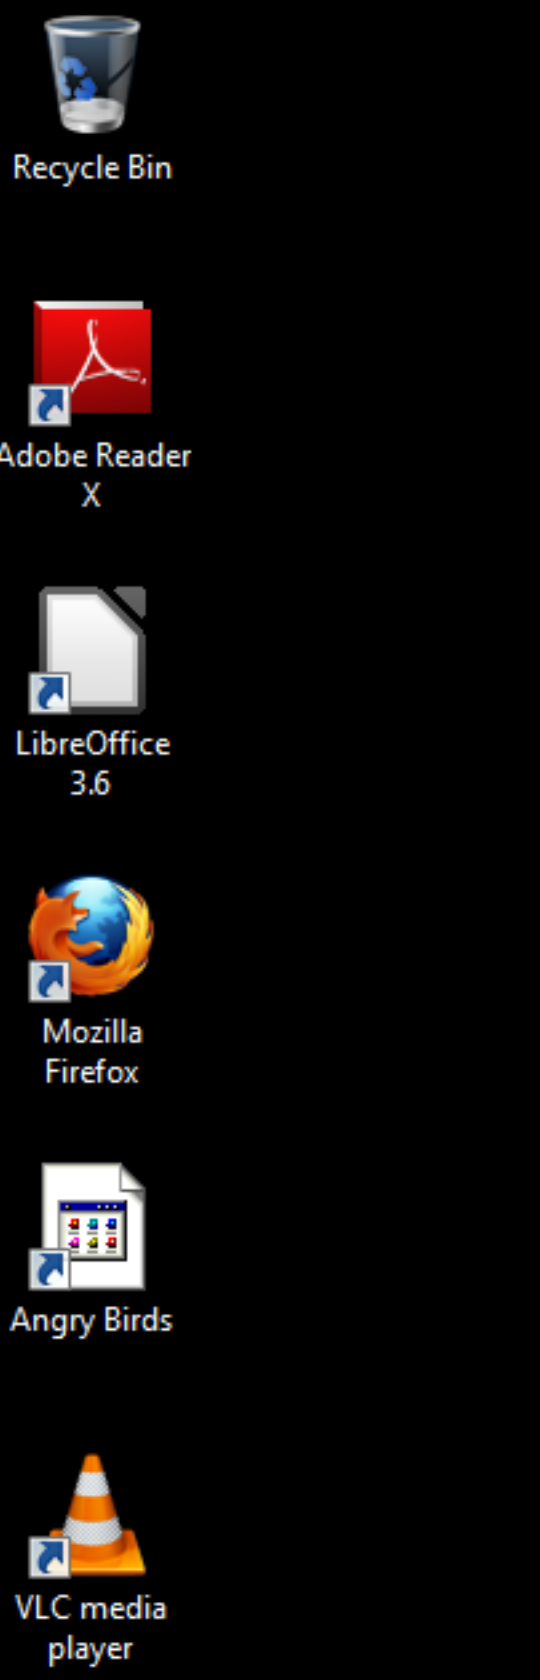 Recycle Bin
Adobe Reader
X
LibreOffice
3.6
Mozilla
Firefox
Angry Birds
VLC media
player